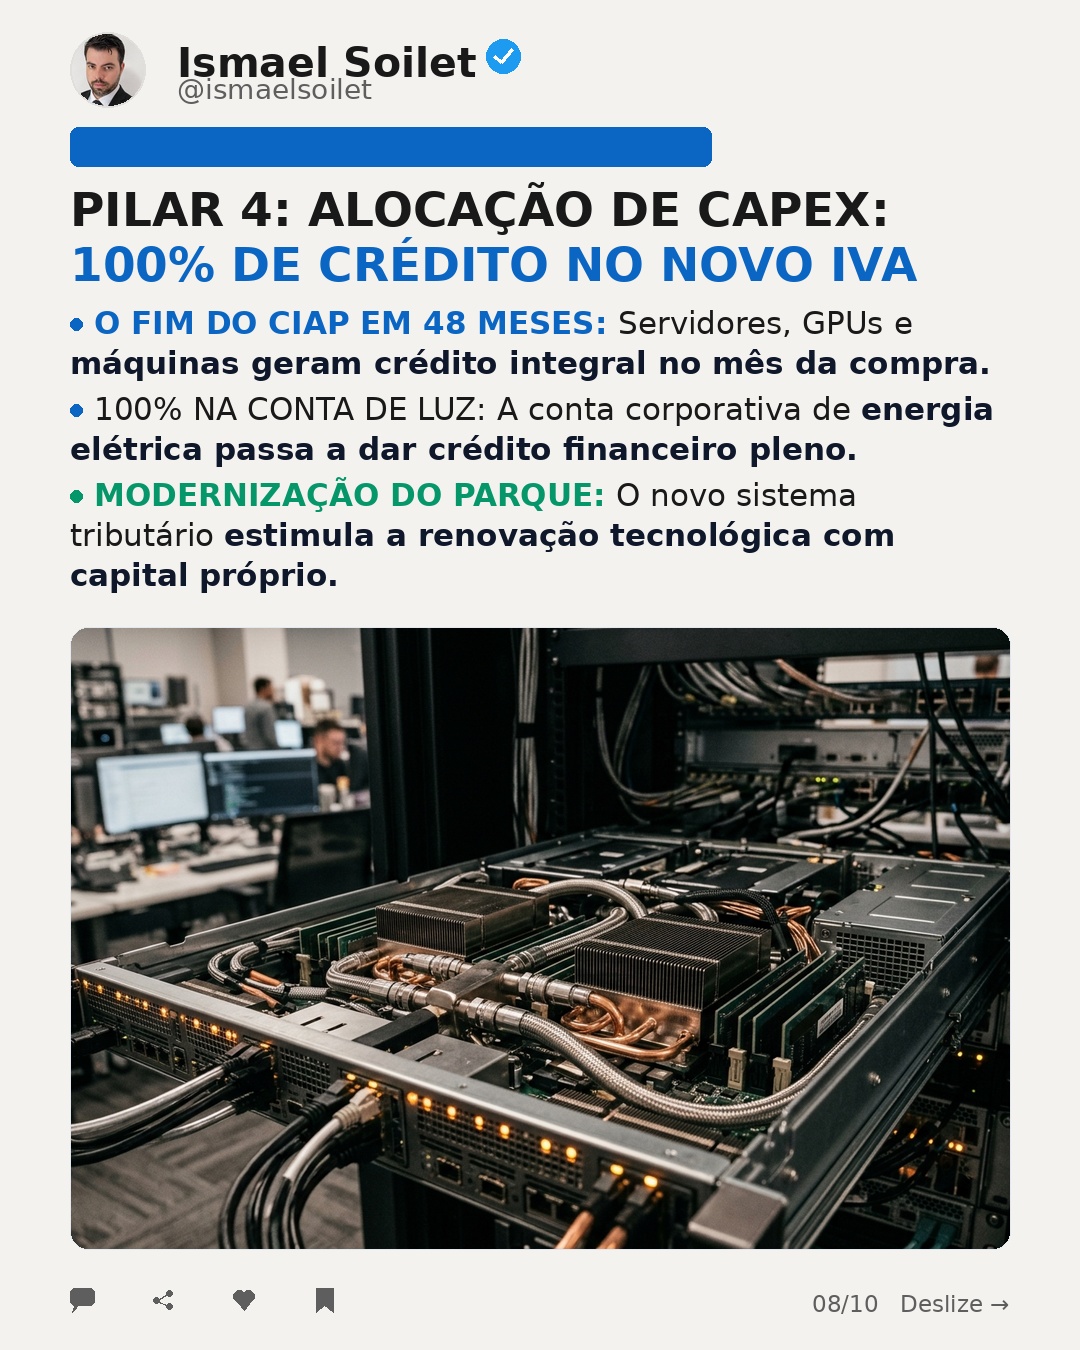 Ismael Soilet
@ismaelsoilet
PILAR 4: ALOCAÇÃO DE CAPEX:
100% DE CRÉDITO NO NOVO IVA
• O FIM DO CIAP EM 48 MESES: Servidores, GPUs e
máquinas geram crédito integral no mês da compra.
• 100% NA CONTA DE LUZ: A conta corporativa de energia
elétrica passa a dar crédito financeiro pleno.
• MODERNIZAÇÃO DO PARQUE: O novo sistema
tributário estimula a renovação tecnológica com
capital próprio.
08/10 Deslize →